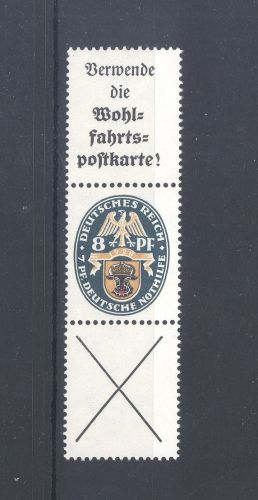 Verwende
die
Wohl=
fahrts=
postkarte!
DEUTSCHES REICH
8 PF
+ 7 PF. DEUTSCHE NOTHILFE